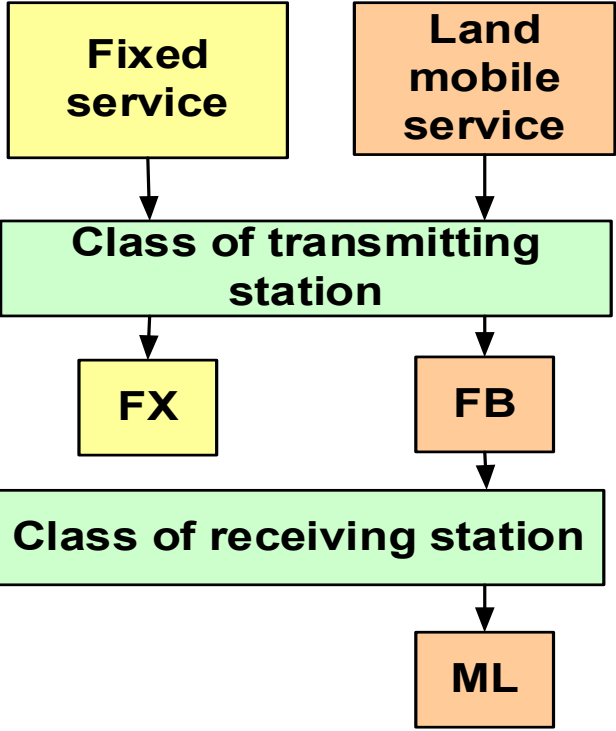 Fixed
service
Land
mobile
service
Class of transmitting
station
FX
FB
Class of receiving station
ML